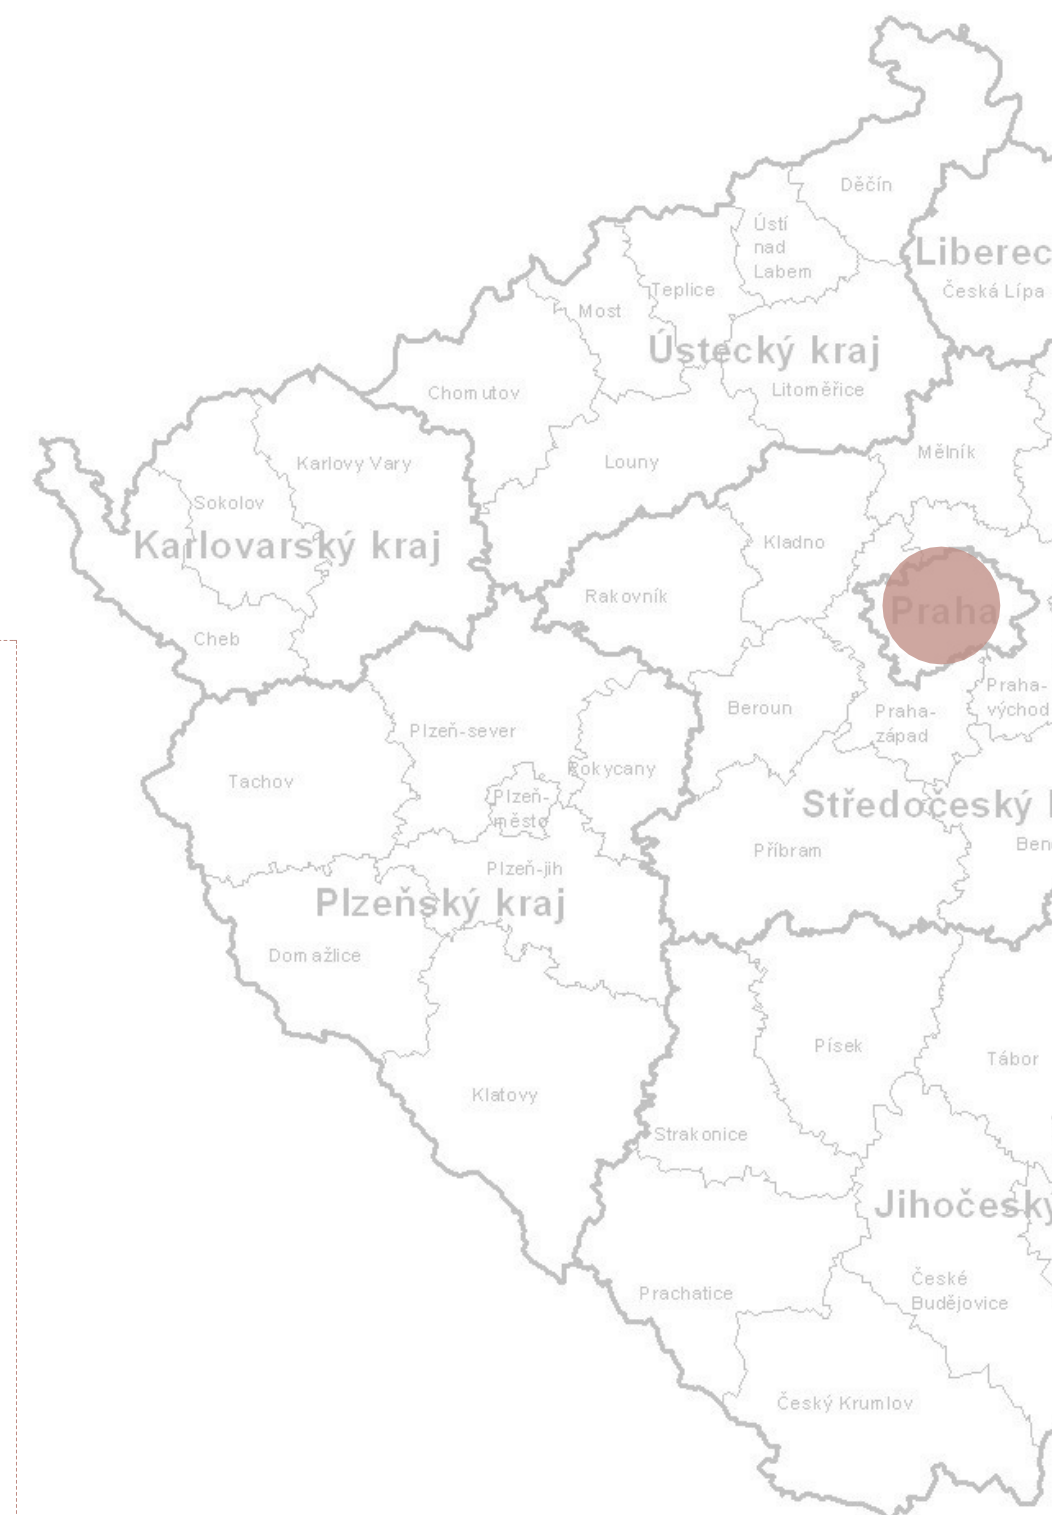 Děčín
Ústí
nad
Labem
Liberec
Česká Lípa
Teplice
Most
Ústecký kraj
Chomutov
Litoměřice
Mělník
Karlovy Vary
Louny
Sokolov
Kladno
Karlovarský kraj
Rakovník
Praha
Cheb
Praha-
východ
Beroun
Praha-
západ
Plzeň-sever
Rokycany
Tachov
Plzeň-
město
Středočeský
Příbram
Ben
Plzeň-jih
Plzeňský kraj
Domažlice
Písek
Tábor
Klatovy
Strakonice
Jihočeský
České
Budějovice
Prachatice
Český Krumlov